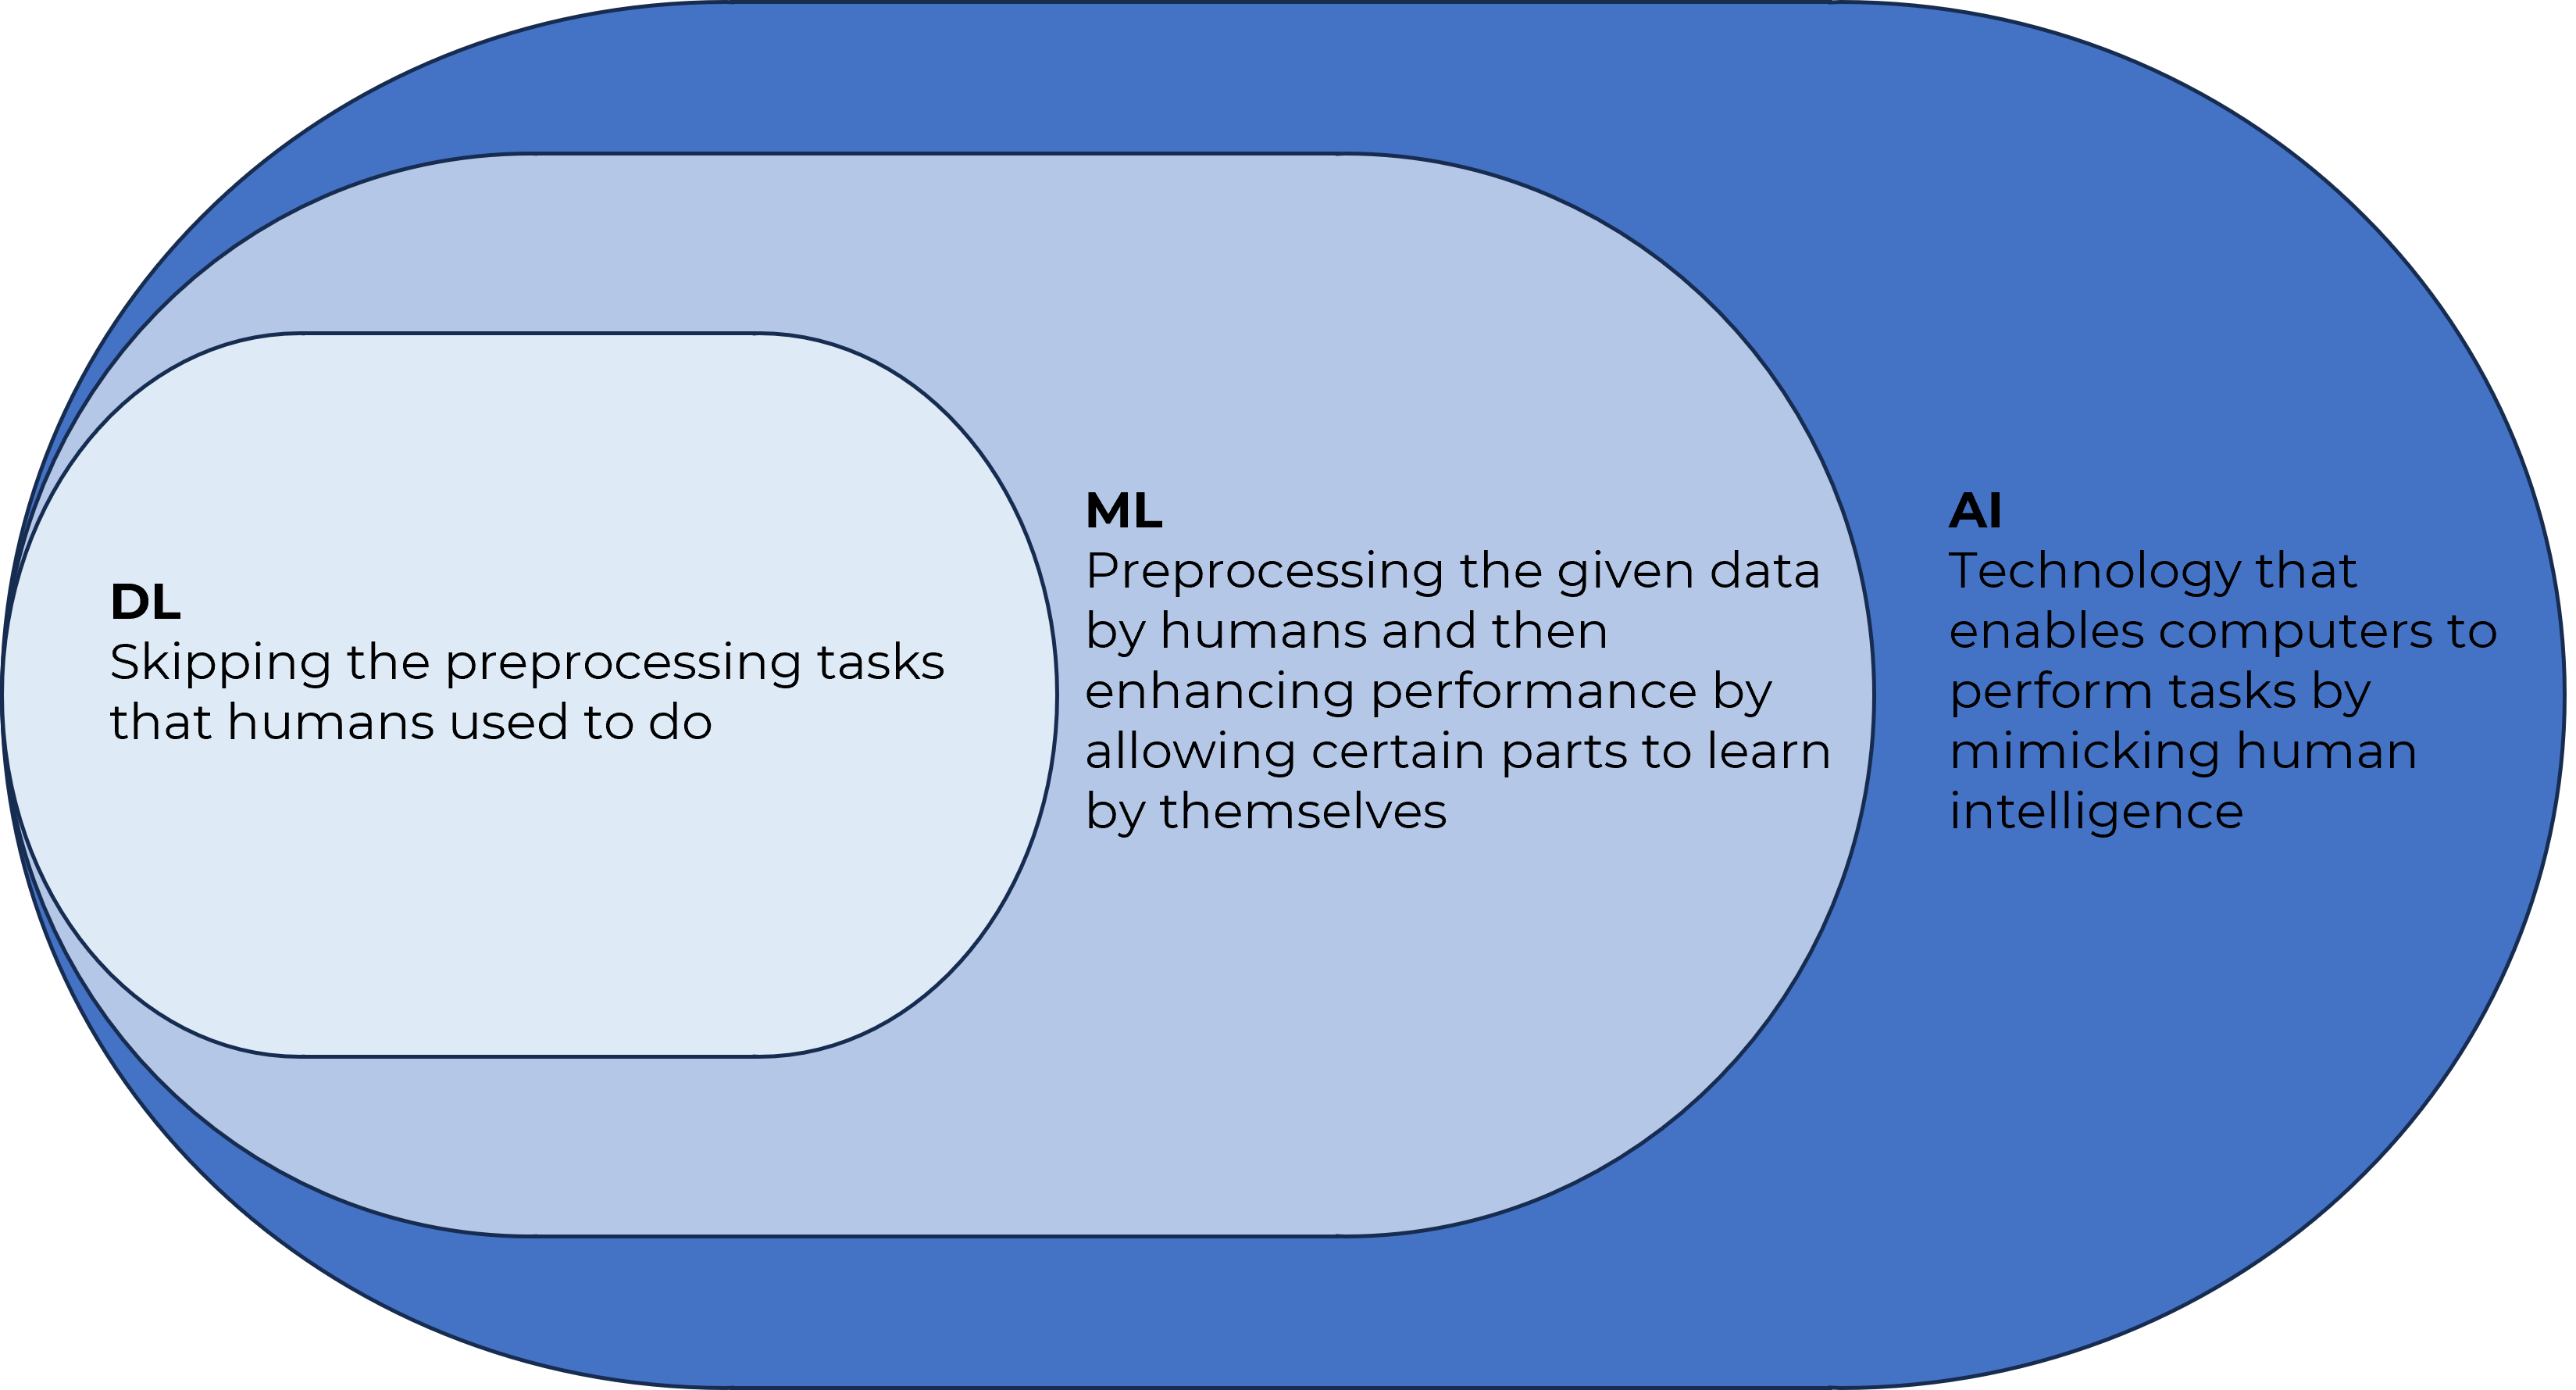 DL
Skipping the preprocessing tasks
that humans used to do
ML
Preprocessing the given data
by humans and then
enhancing performance by
allowing certain parts to learn
by themselves
AI
Technology that
enables computers to
perform tasks by
mimicking human
intelligence